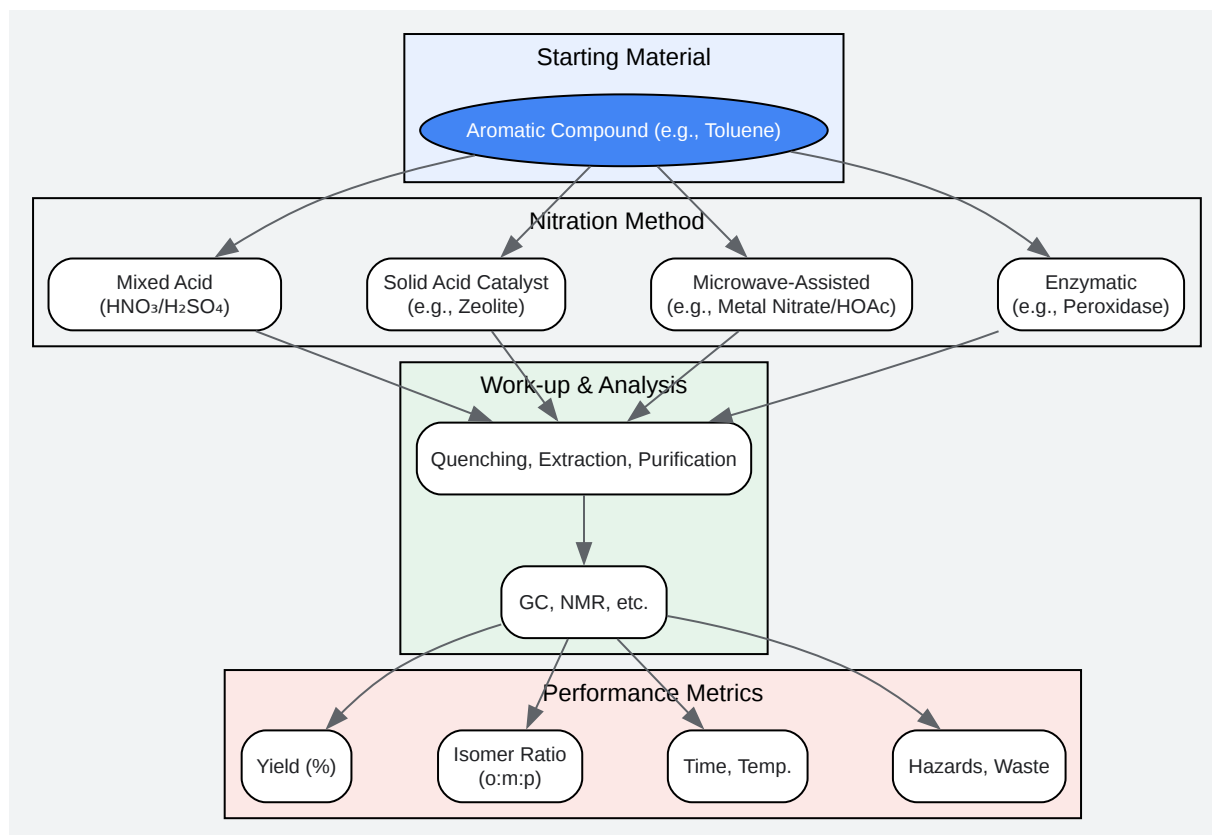 Starting Material
Aromatic Compound (e.g., Toluene)
Nitration Method
Mixed Acid
(HNO₃/H₂SO₄)
Solid Acid Catalyst
(e.g., Zeolite)
Microwave-Assisted
(e.g., Metal Nitrate/HOAc)
Enzymatic
(e.g., Peroxidase)
Work-up & Analysis
Quenching, Extraction, Purification
GC, NMR, etc.
Performance Metrics
Yield (%)
Isomer Ratio
(o:m:p)
Time, Temp.
Hazards, Waste